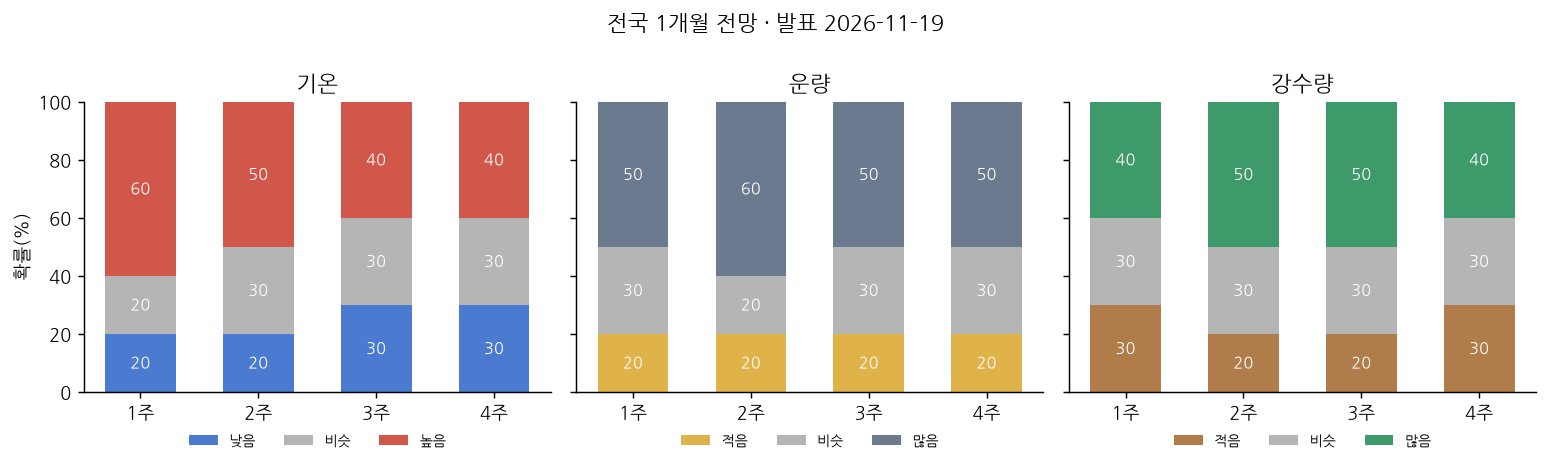 전국 1개월 전망 · 발표 2026-11-19
기온
확률(%)
100
80
60
40
20
0
60 50 40 40
20 30 30 30
20 20 30 30
1주 2주 3주 4주
낮음 비슷 높음
운량
50 60 50 50
30 20 30 30
20 20 20 20
1주 2주 3주 4주
적음 비슷 많음
강수량
40 50 50 40
30 30 30 30
30 20 20 30
1주 2주 3주 4주
적음 비슷 많음